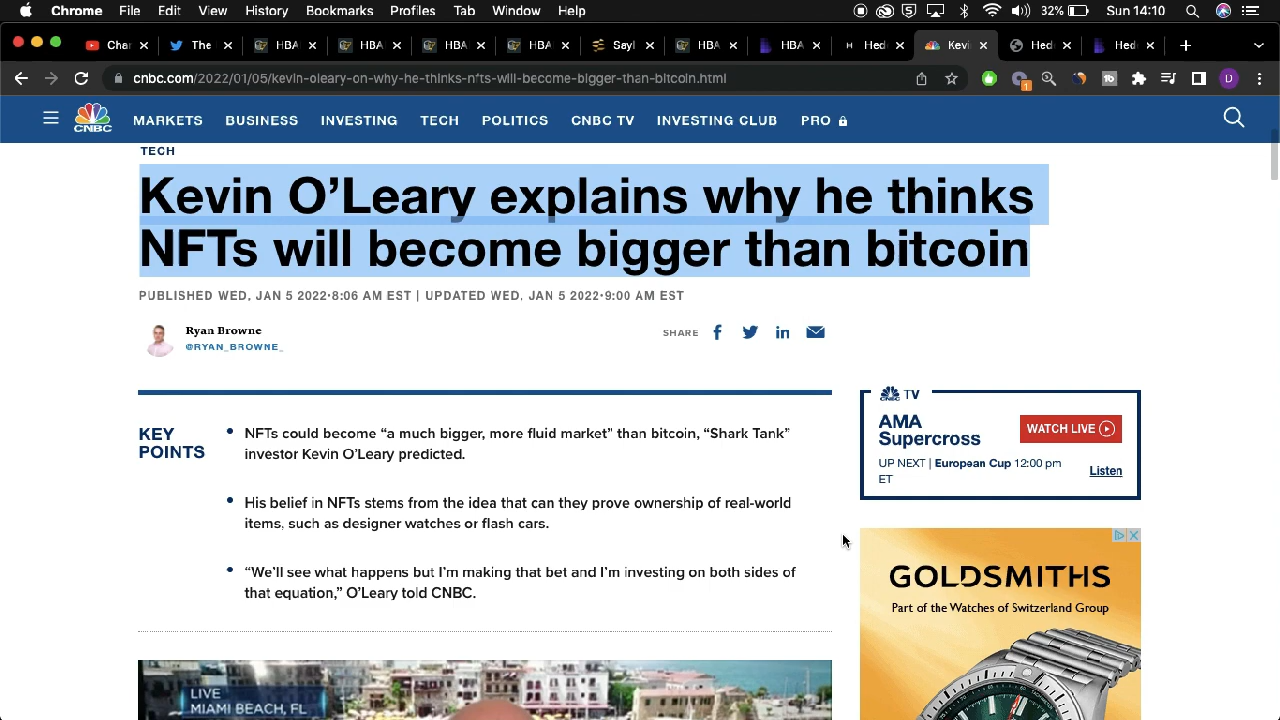 Chrome File Edit View History Bookmarks Profiles Tab Window Help 32% Sun 14:10
Chai The HBA HBA HBA HBA Sayl HBA HBA Hed Kevi Hed Hed
cnbc.com/2022/01/05/kevin-oleary-on-why-he-thinks-nfts-will-become-bigger-than-bitcoin.html D
CNBC MARKETS BUSINESS INVESTING TECH POLITICS CNBC TV INVESTING CLUB PRO
TECH
Kevin O’Leary explains why he thinks
NFTs will become bigger than bitcoin
PUBLISHED WED, JAN 5 2022•8:06 AM EST | UPDATED WED, JAN 5 2022•9:00 AM EST
Ryan Browne
@RYAN_BROWNE_
SHARE
KEY
POINTS
NFTs could become “a much bigger, more fluid market” than bitcoin, “Shark Tank”
investor Kevin O’Leary predicted.
His belief in NFTs stems from the idea that can they prove ownership of real-world
items, such as designer watches or flash cars.
“We’ll see what happens but I’m making that bet and I’m investing on both sides of
that equation,” O’Leary told CNBC.
LIVE
MIAMI BEACH, FL
CNBC TV
AMA
Supercross
WATCH LIVE
UP NEXT | European Cup 12:00 pm
ET
Listen
GOLDSMITHS
Part of the Watches of Switzerland Group